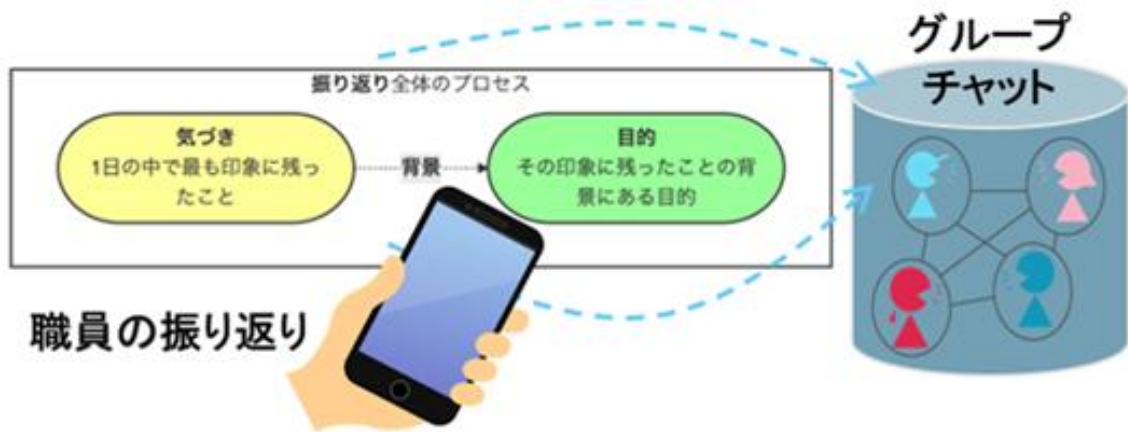 グループ
チャット
振り返り全体のプロセス
気づき
1日の中で最も印象に残っ
たこと
背景
目的
その印象に残ったことの背
景にある目的
職員の振り返り